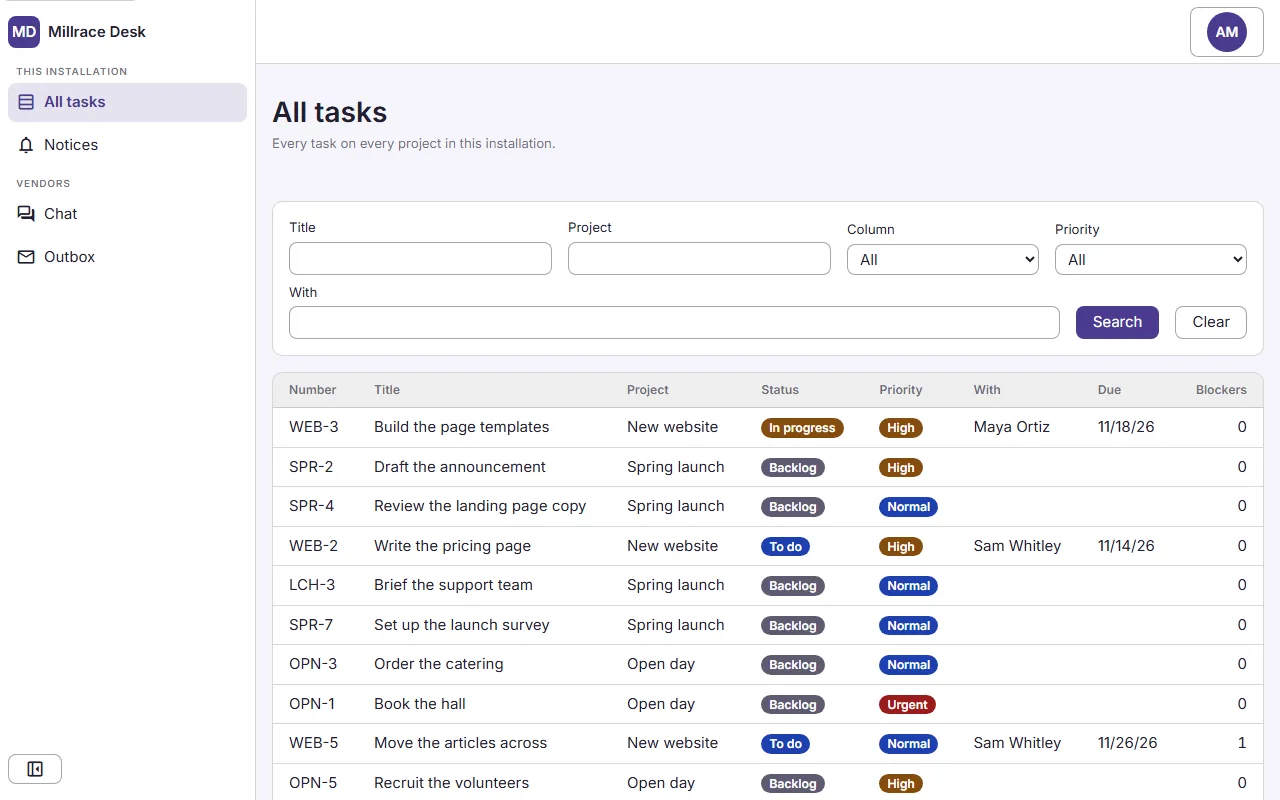 MD Millrace Desk
AM
THIS INSTALLATION
All tasks
Notices
VENDORS
Chat
Outbox
All tasks
Every task on every project in this installation.
Title Project Column Priority
All All
With
Search Clear
Number Title Project Status Priority With Due Blockers
WEB-3 Build the page templates New website In progress High Maya Ortiz 11/18/26 0
SPR-2 Draft the announcement Spring launch Backlog High 0
SPR-4 Review the landing page copy Spring launch Backlog Normal 0
WEB-2 Write the pricing page New website To do High Sam Whitley 11/14/26 0
LCH-3 Brief the support team Spring launch Backlog Normal 0
SPR-7 Set up the launch survey Spring launch Backlog Normal 0
OPN-3 Order the catering Open day Backlog Normal 0
OPN-1 Book the hall Open day Backlog Urgent 0
WEB-5 Move the articles across New website To do Normal Sam Whitley 11/26/26 1
OPN-5 Recruit the volunteers Open day Backlog High 0